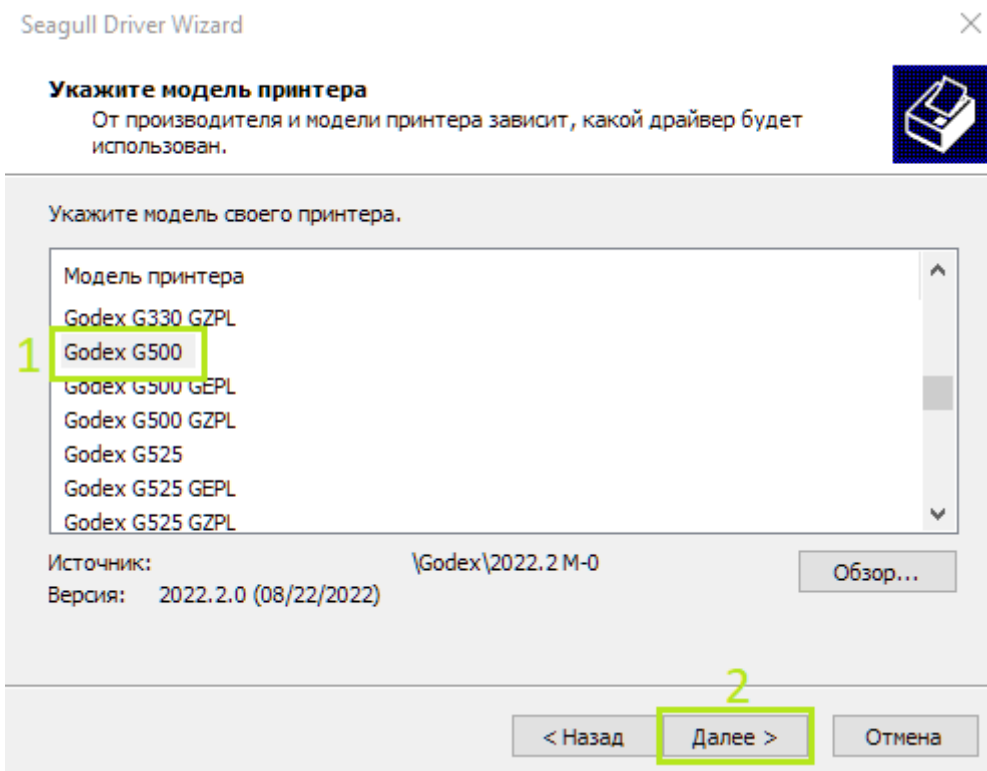 Seagull Driver Wizard
Укажите модель принтера
От производителя и модели принтера зависит, какой драйвер будет
использован.
Укажите модель своего принтера.
Модель принтера
Godex G330 GZPL
1 Godex G500
Godex G500 GEPL
Godex G500 GZPL
Godex G525
Godex G525 GEPL
Godex G525 GZPL
Источник: \Godex\2022.2 M-0
Обзор...
Версия: 2022.2.0 (08/22/2022)
2
< Назад Далее > Отмена